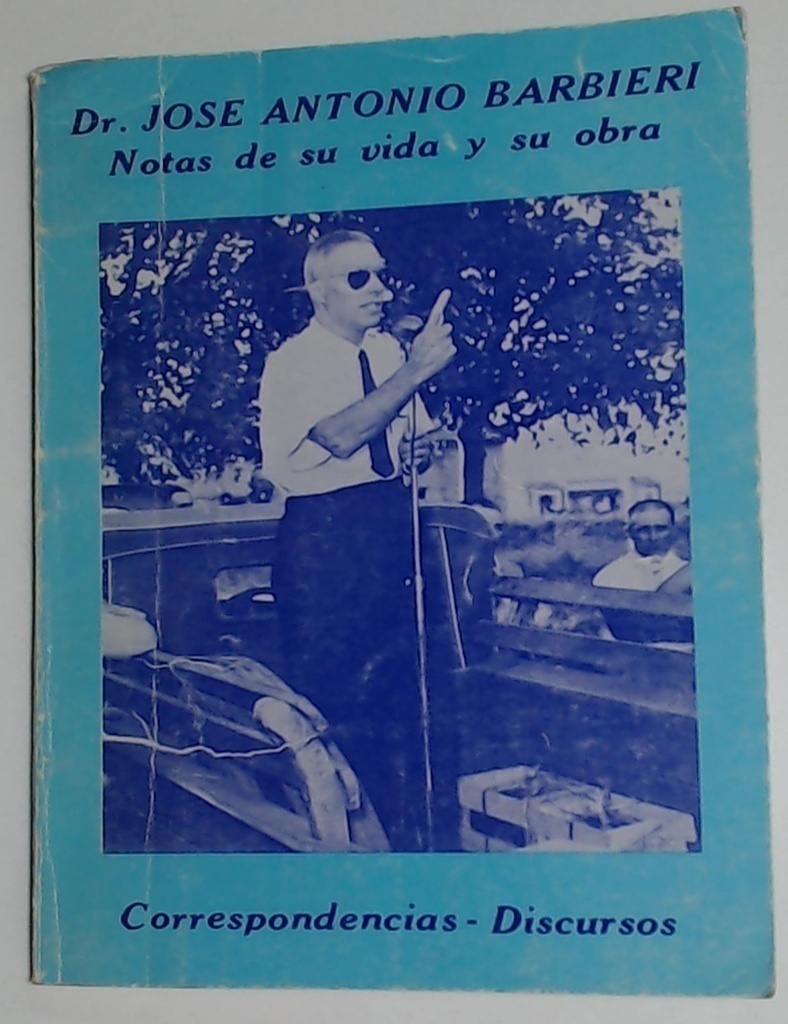 Dr. JOSE ANTONIO BARBIERI
Notas de su vida y su obra
Correspondencias - Discursos